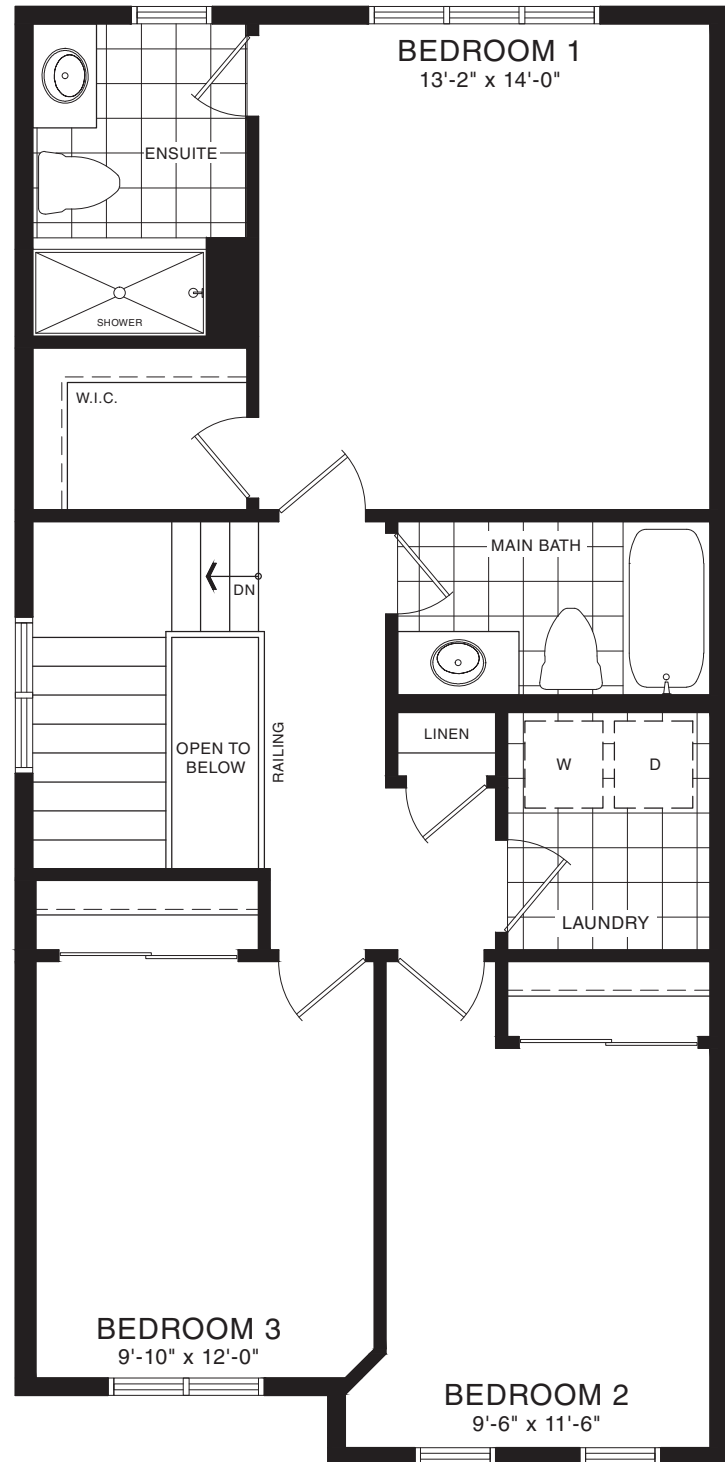 BEDROOM 1
13'-2" x 14'-0"
ENSUITE
SHOWER
W.I.C.
MAIN BATH
DN
LINEN
RAILING
OPEN TO
BELOW
W
D
LAUNDRY
BEDROOM 3
9'-10" x 12'-0"
BEDROOM 2
9'-6" x 11'-6"